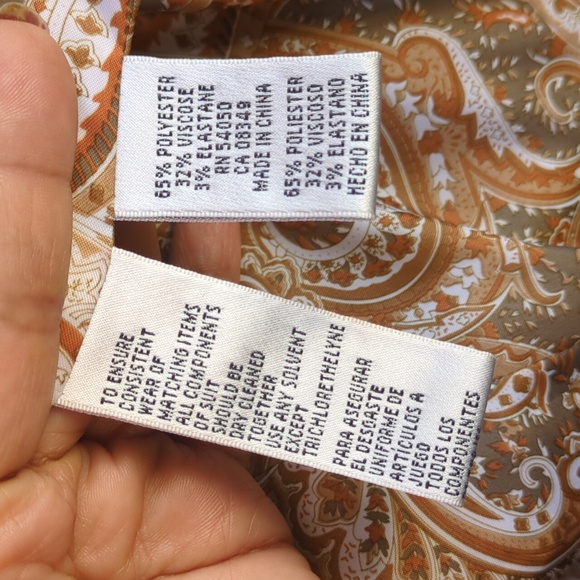 65% POLYESTER
32% VISCOSE
3% ELASTANE
RN 54050
CA 08349
MADE IN CHINA
65% PULIESTER
32% VISCOSO
3% ELASTANO
HECHO EN CHINA
TO ENSURE
CONSISTENT
WEAR OF
MATCHING ITEMS
ALL COMPONENTS
OF SUIT
SHOULD BE
DRY CLEANED
TOGETHER
USE ANY SOLVENT
EXCEPT
TRICHLORETHELYNE
PARA ASEGURAR
EL DESGASTE
UNIFORME DE
ARTICULOS A
JUEGO
TODOS LOS
COMPONENTES